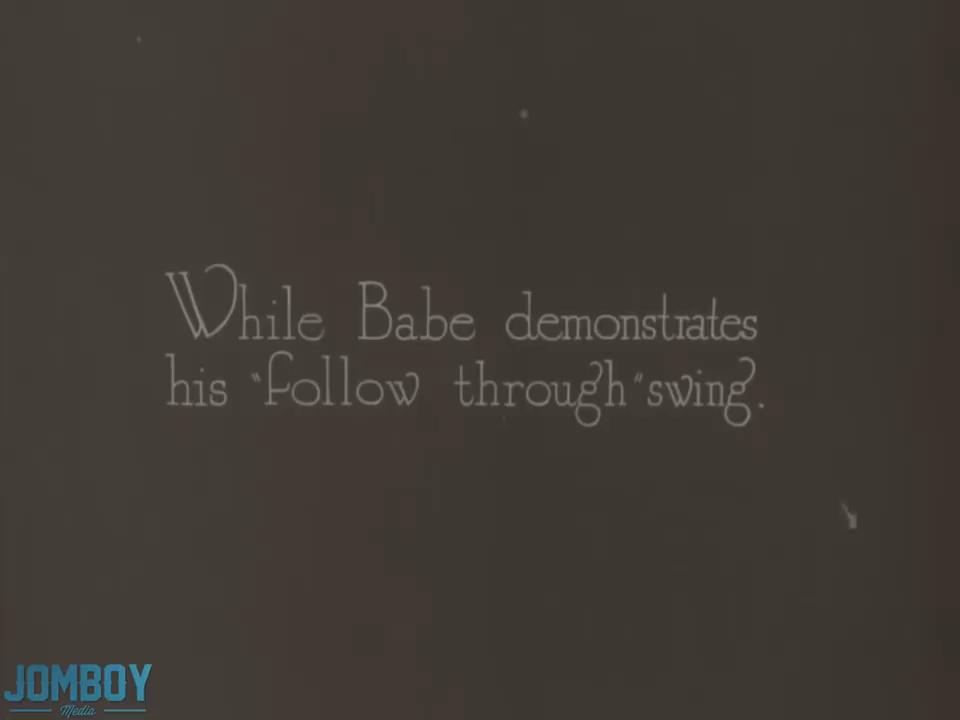 While Babe demonstrates
his "follow through" swing.
JOMBOY
Media